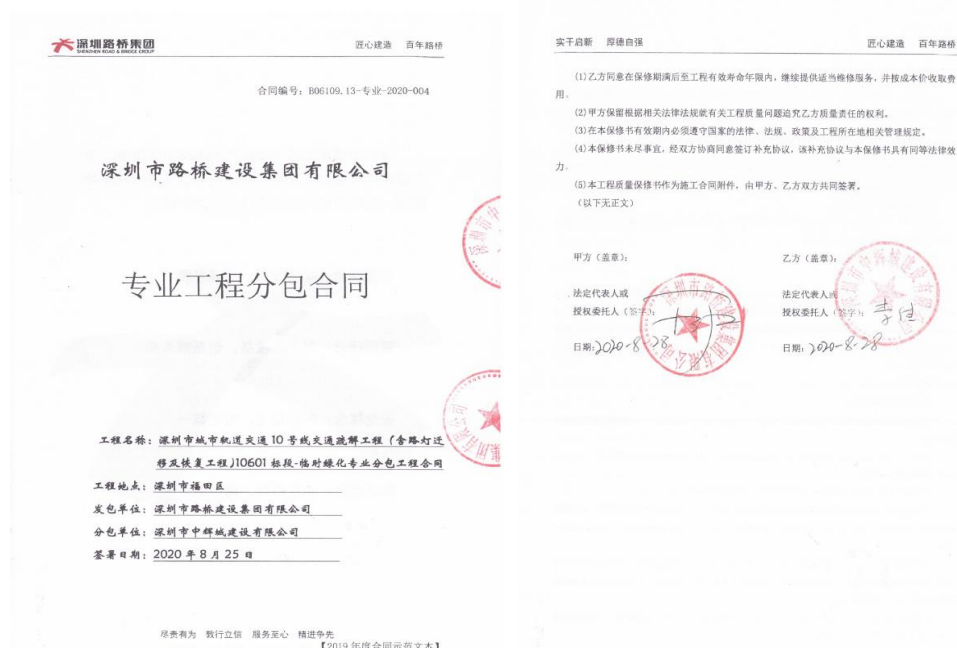 深圳路桥集团
SHENZHEN ROAD & BRIDGE GROUP
匠心建造 百年路桥
合同编号：B06109.13-专业-2020-004
深圳市路桥建设集团有限公司
专业工程分包合同
工程名称：深圳市城市轨道交通 10 号线交通疏解工程（含路灯迁
移及恢复工程)10601 标段-临时绿化专业分包工程合同
工程地点：深圳市福田区
发包单位：深圳市路桥建设集团有限公司
分包单位：深圳市中辉城建设有限公司
签署日期：2020 年 8 月 25 日
尽责有为 致行立信 服务至心 精进争先
【2019 年度合同示范文本】
实干启新 厚德自强
匠心建造 百年路桥
(1)乙方同意在保修期满后至工程有效寿命年限内，继续提供适当维修服务，并按成本价收取费
用。
(2)甲方保留根据相关法律法规就有关工程质量问题追究乙方质量责任的权利。
(3)在本保修书有效期内必须遵守国家的法律、法规、政策及工程所在地相关管理规定。
(4)本保修书未尽事宜，经双方协商同意签订补充协议，该补充协议与本保修书具有同等法律效
力。
(5)本工程质量保修书作为施工合同附件，由甲方、乙方双方共同签署。
（以下无正文）
甲方（盖章）：
法定代表人或
授权委托人（签字）：
日期：2020-8-28
乙方（盖章）：
法定代表人或
授权委托人（签字）：
日期：2020-8-28